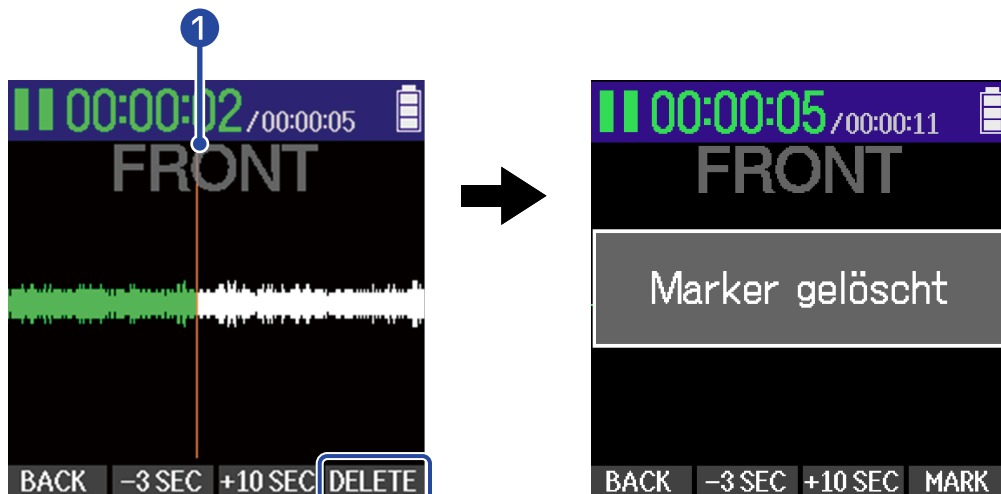 1
00:00:02/00:00:05
FRONT
BACK −3 SEC +10 SEC DELETE
00:00:05/00:00:11
FRONT
Marker gelöscht
BACK −3 SEC +10 SEC MARK